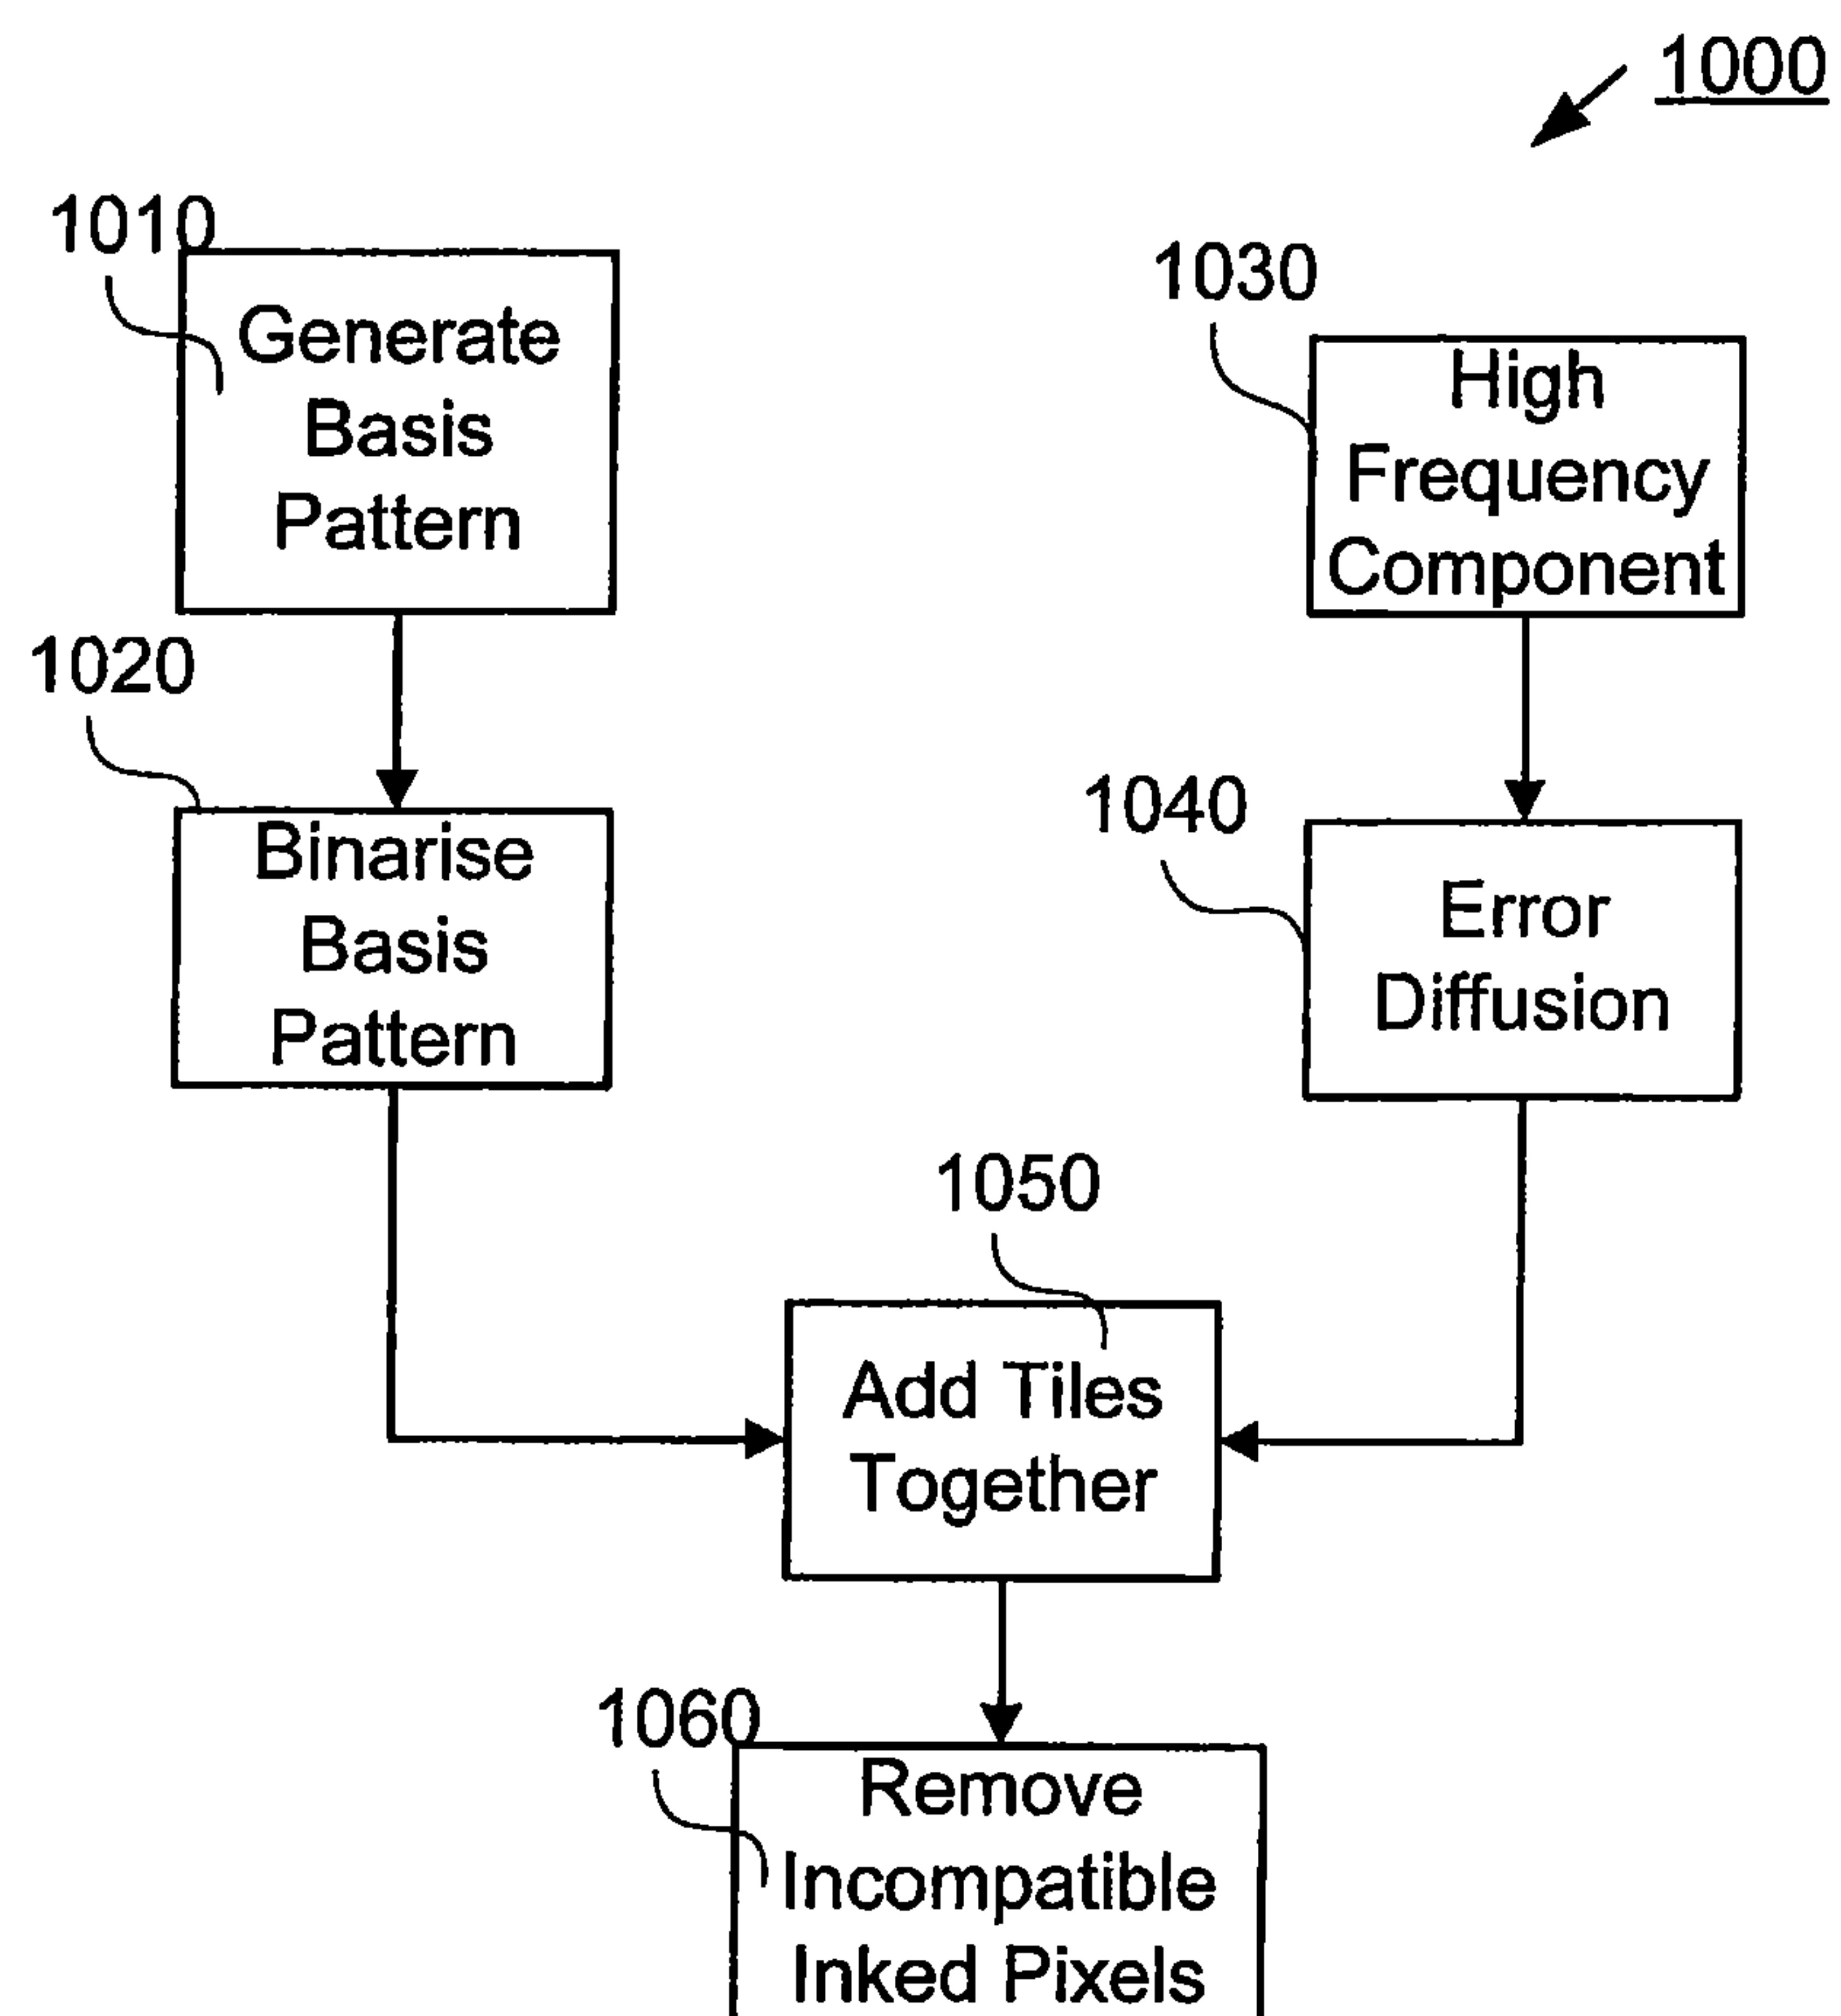 1000
1010
Generate
Basis
Pattern
1030
High
Frequency
Component
1020
Binarise
Basis
Pattern
1040
Error
Diffusion
1050
Add Tiles
Together
1060
Remove
Incompatible
Inked Pixels